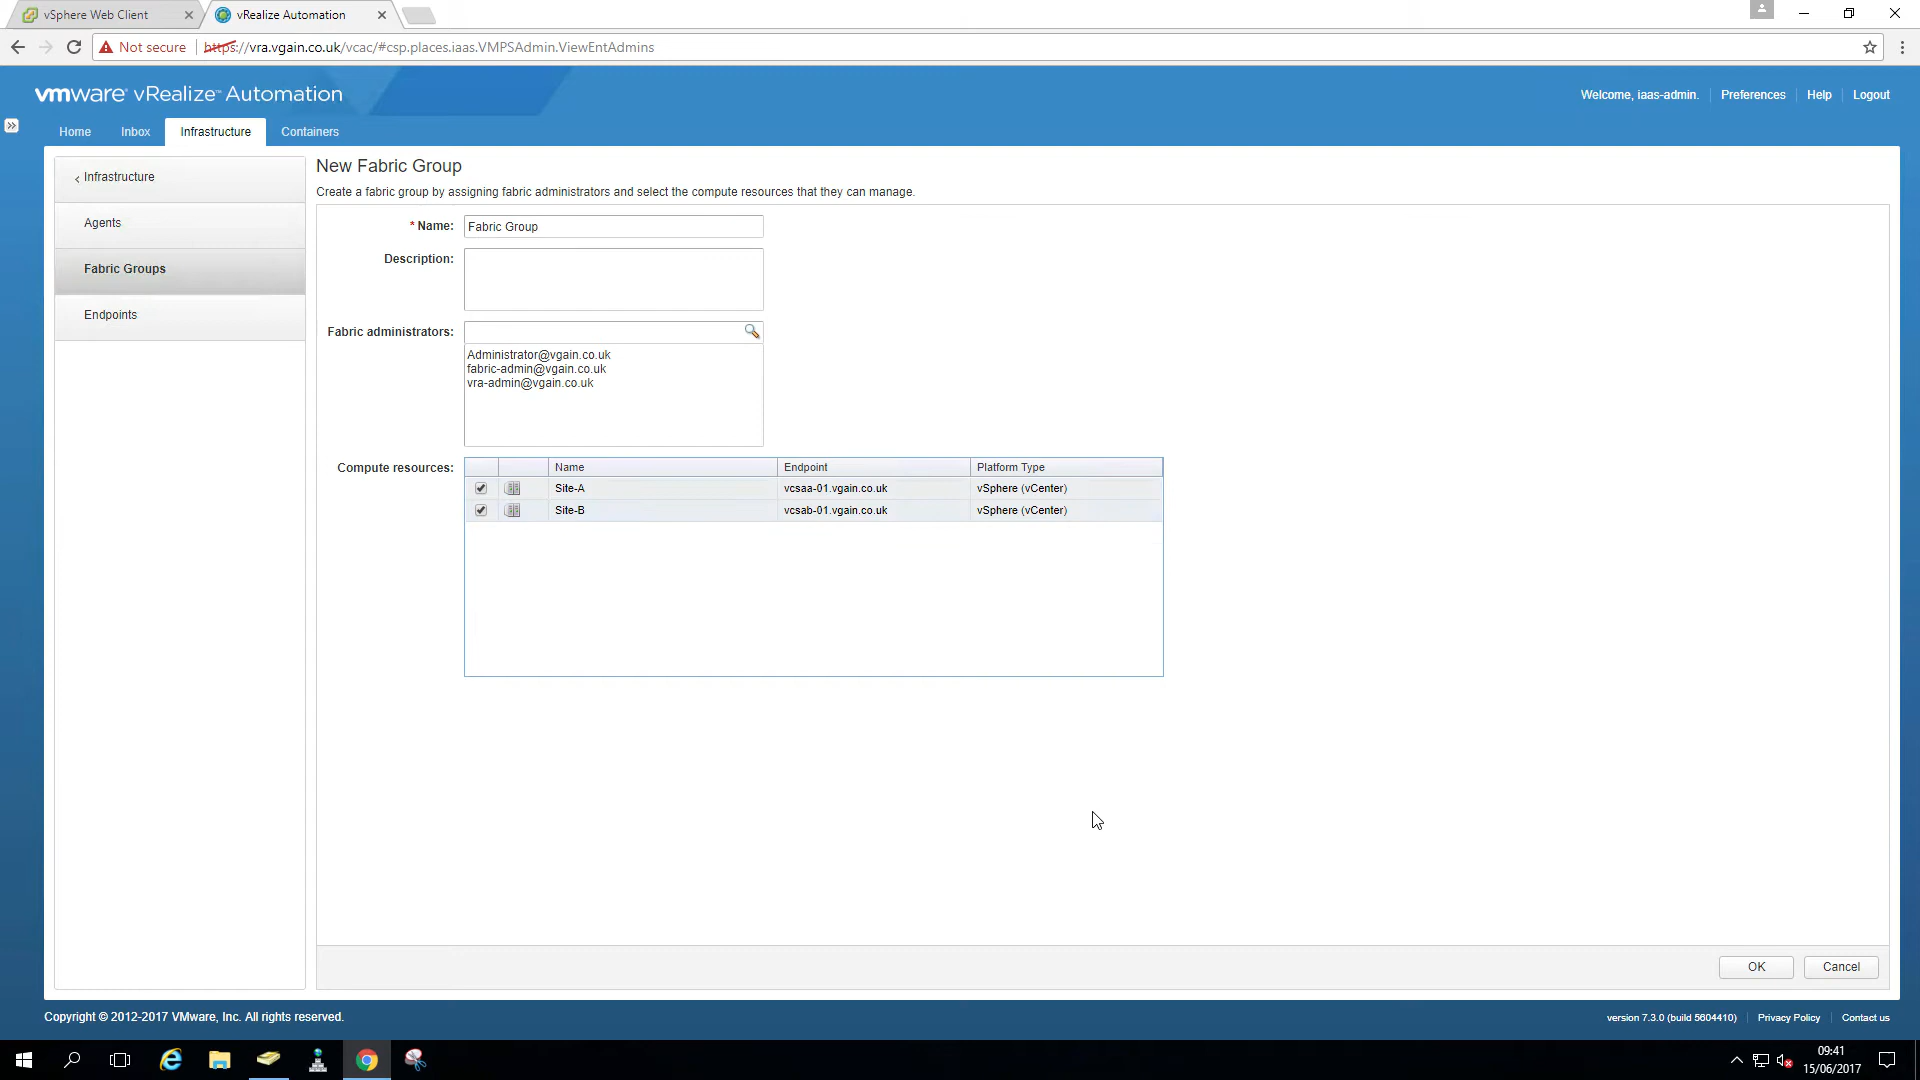 vSphere Web Client
vRealize Automation
Not secure
https://vra.vgain.co.uk/vcac/#csp.places.iaas.VMPSAdmin.ViewEntAdmins
vmware® vRealize™ Automation
Welcome, iaas-admin.
Preferences
Help
Logout
Home
Inbox
Infrastructure
Containers
Infrastructure
Agents
Fabric Groups
Endpoints
New Fabric Group
Create a fabric group by assigning fabric administrators and select the compute resources that they can manage.
* Name: Fabric Group
Description:
Fabric administrators:
Administrator@vgain.co.uk
fabric-admin@vgain.co.uk
vra-admin@vgain.co.uk
Compute resources:
Name Endpoint Platform Type
Site-A vcsaa-01.vgain.co.uk vSphere (vCenter)
Site-B vcsab-01.vgain.co.uk vSphere (vCenter)
OK
Cancel
Copyright © 2012-2017 VMware, Inc. All rights reserved.
version 7.3.0 (build 5604410)
Privacy Policy
Contact us
09:41
15/06/2017